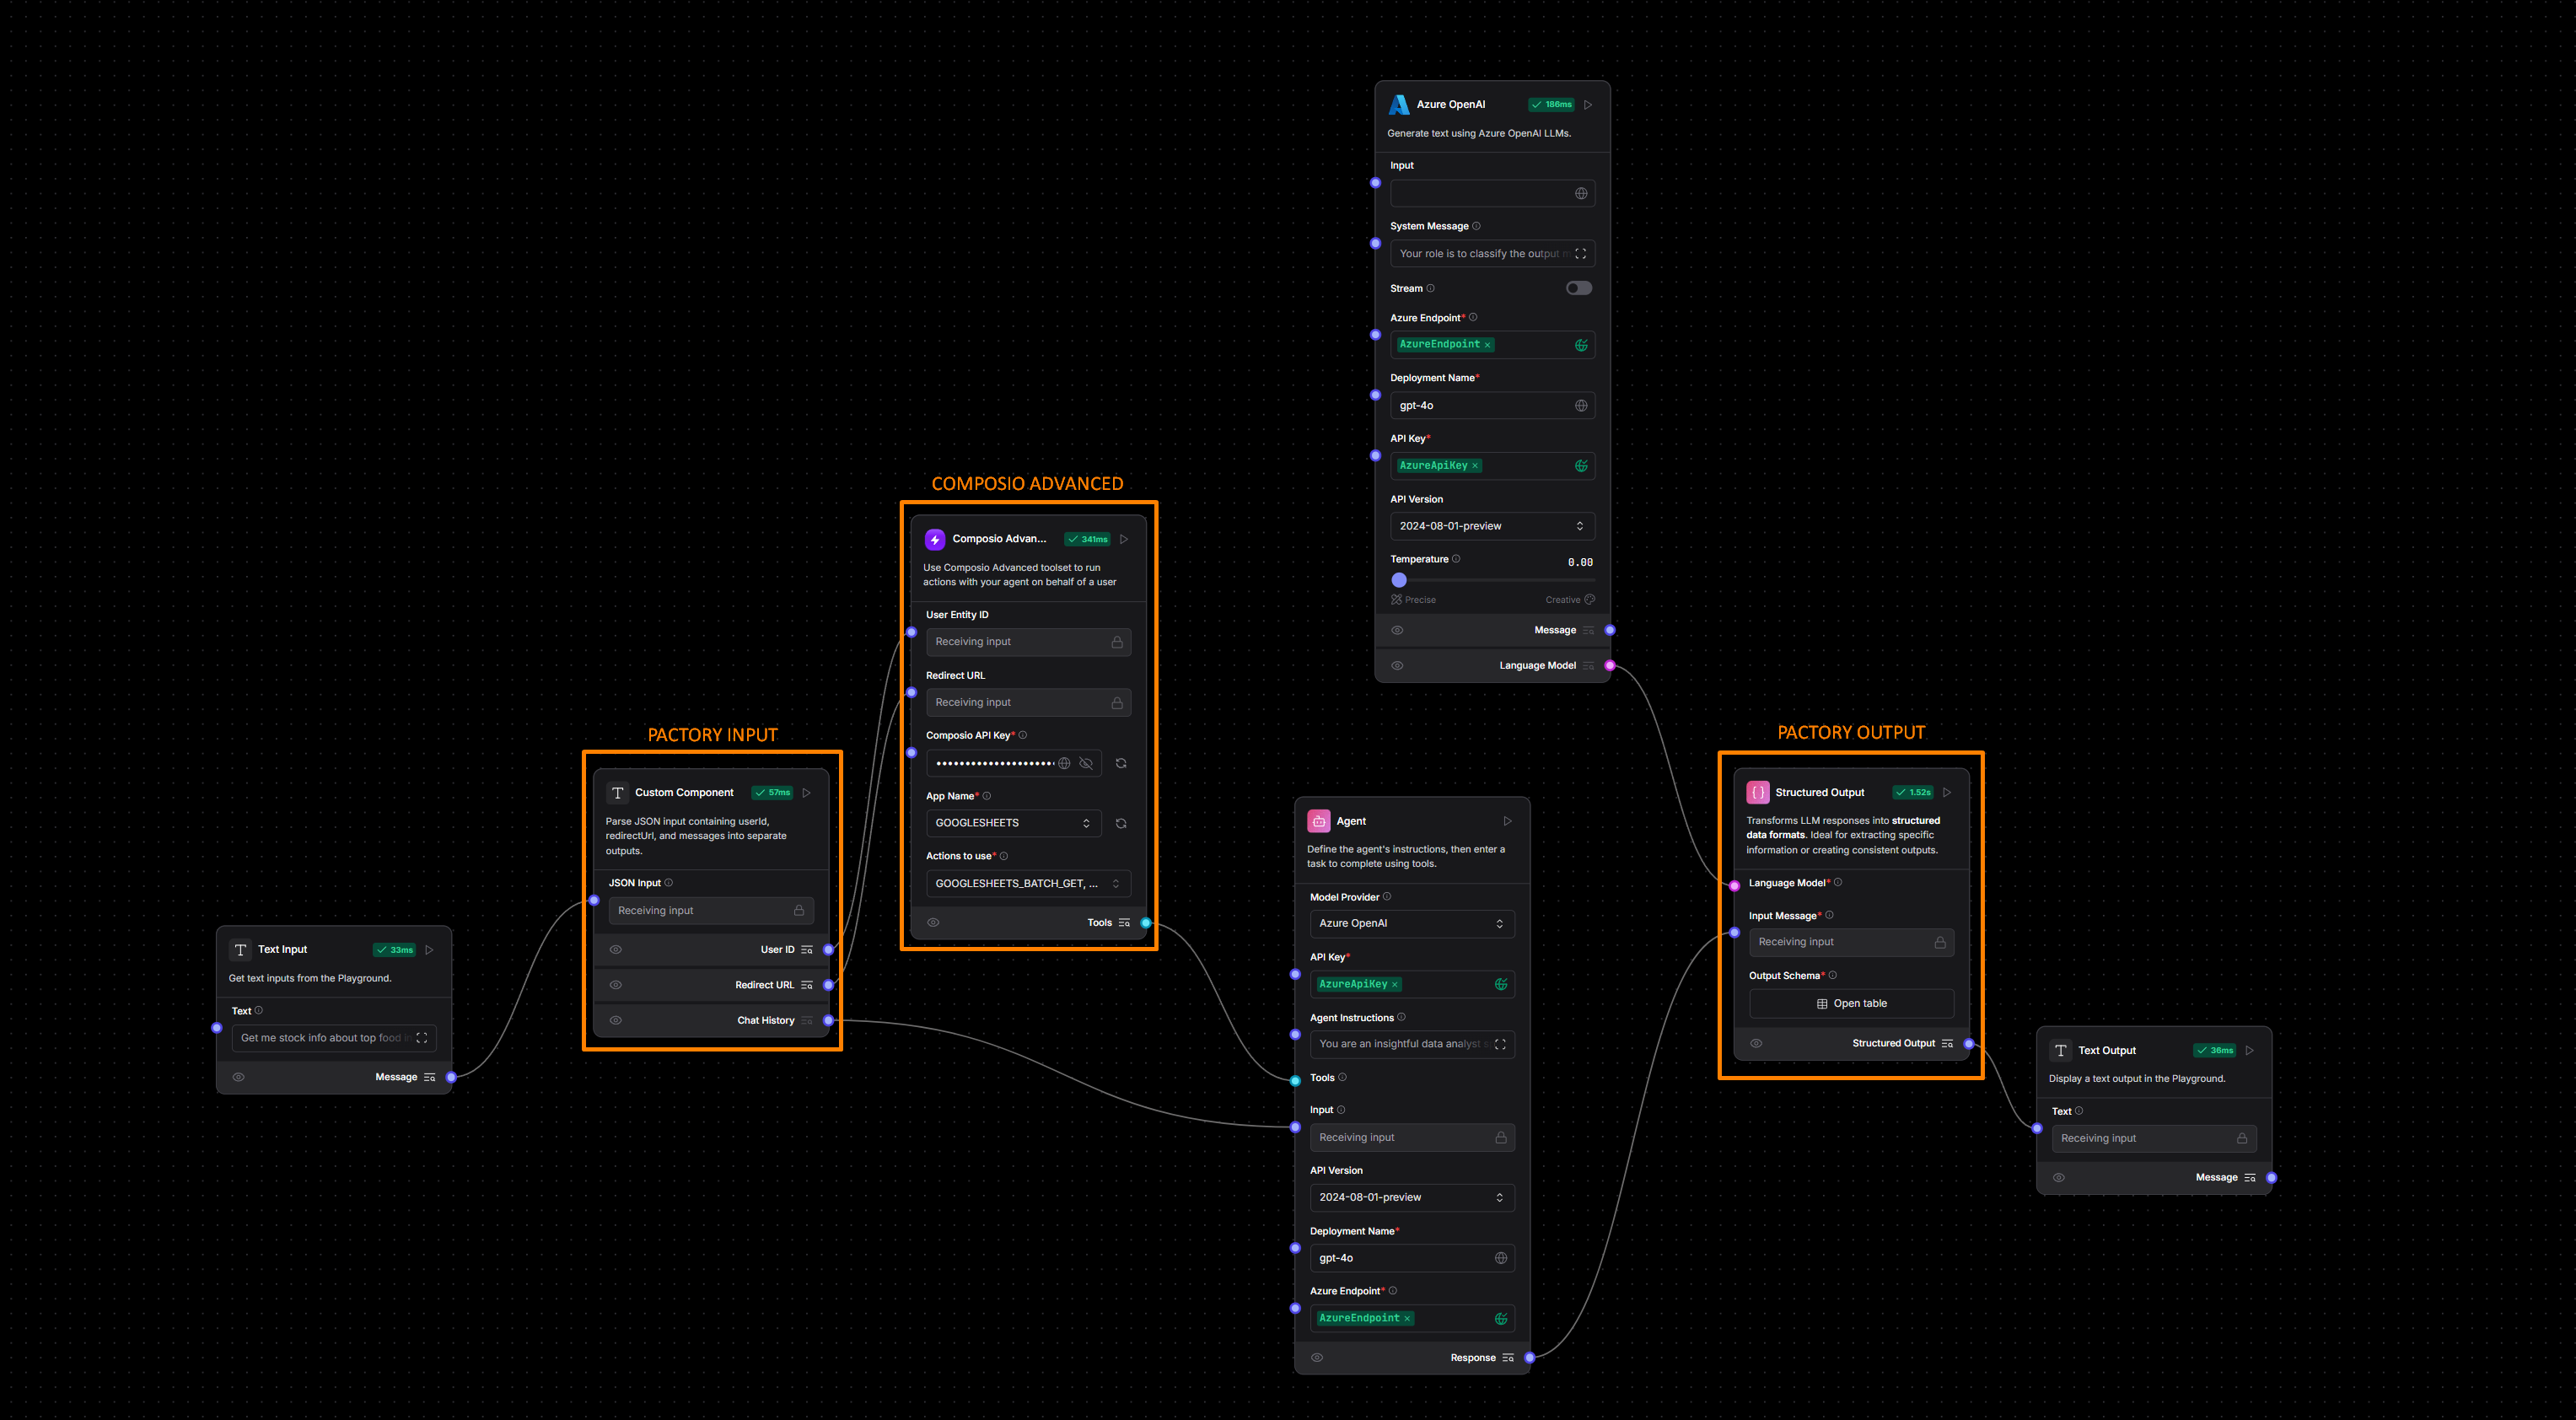 Text Input
33ms
Get text inputs from the Playground.
Text
Get me stock info about top food
Message
PACTORY INPUT
Custom Component
57ms
Parse JSON input containing userId,
redirectUrl, and messages into separate
outputs.
JSON Input
Receiving input
User ID
Redirect URL
Chat History
COMPOSIO ADVANCED
Composio Advan...
341ms
Use Composio Advanced toolset to run
actions with your agent on behalf of a user
User Entity ID
Receiving input
Redirect URL
Receiving input
Composio API Key*
App Name*
GOOGLESHEETS
Actions to use*
GOOGLESHEETS_BATCH_GET, ...
Tools
Azure OpenAI
186ms
Generate text using Azure OpenAI LLMs.
Input
System Message
Your role is to classify the output
Stream
Azure Endpoint*
AzureEndpoint ×
Deployment Name*
gpt-4o
API Key*
AzureApiKey ×
API Version
2024-08-01-preview
Temperature
0.00
Precise
Creative
Message
Language Model
Agent
Define the agent's instructions, then enter a
task to complete using tools.
Model Provider
Azure OpenAI
API Key*
AzureApiKey ×
Agent Instructions
You are an insightful data analyst
Tools
Input
Receiving input
API Version
2024-08-01-preview
Deployment Name*
gpt-4o
Azure Endpoint*
AzureEndpoint ×
Response
PACTORY OUTPUT
Structured Output
1.52s
Transforms LLM responses into structured
data formats. Ideal for extracting specific
information or creating consistent outputs.
Language Model*
Input Message*
Receiving input
Output Schema*
Open table
Structured Output
Text Output
36ms
Display a text output in the Playground.
Text
Receiving input
Message